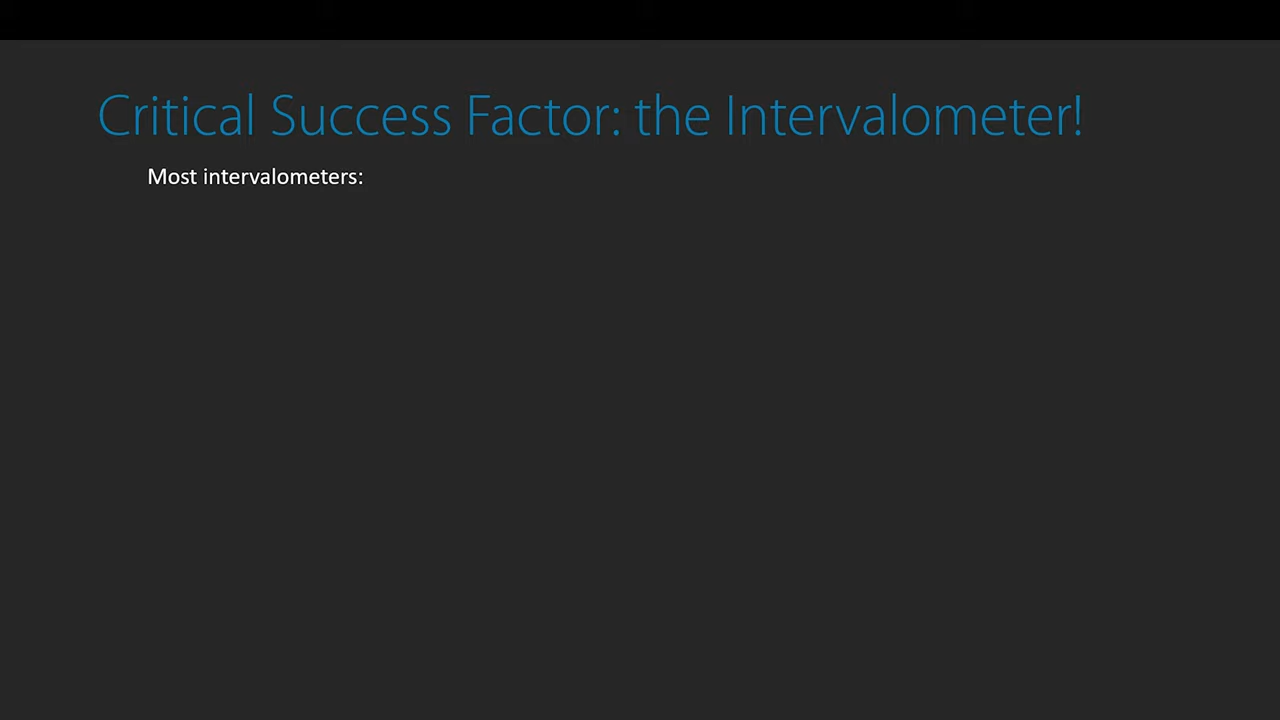 Critical Success Factor: the Intervalometer!
Most intervalometers: